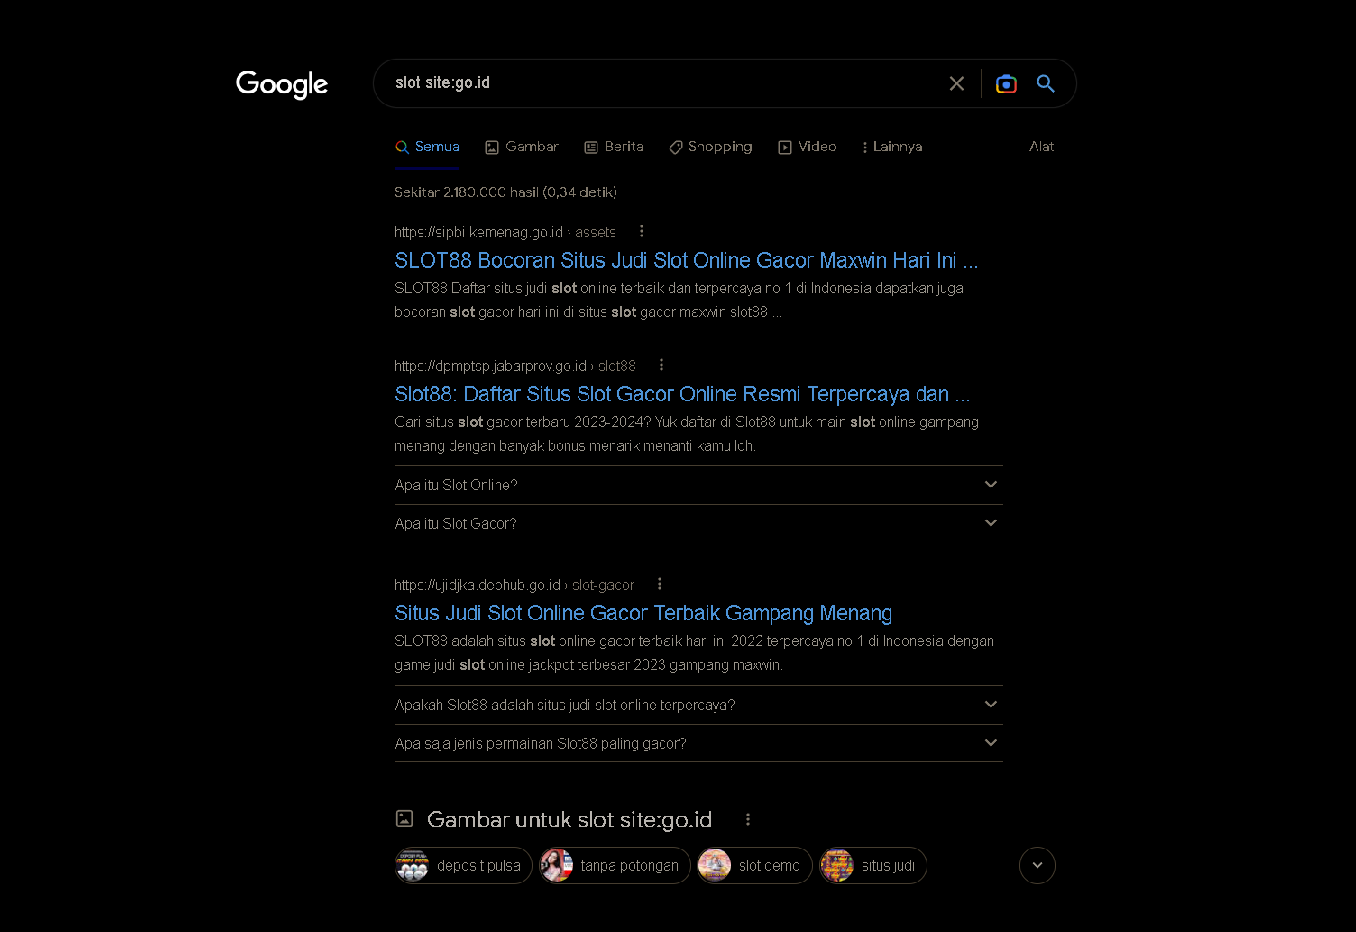 Google
slot site:go.id
Semua Gambar Berita Shopping Video Lainnya Alat
Sekitar 2.180.000 hasil (0,34 detik)
https://sipbi.kemenag.go.id › assets
SLOT88 Bocoran Situs Judi Slot Online Gacor Maxwin Hari Ini ...
SLOT88 Daftar situs judi slot online terbaik dan terpercaya no 1 di Indonesia dapatkan juga
bocoran slot gacor hari ini di situs slot gacor maxwin slot88 ...
https://dpmptsp.jabarprov.go.id › slot88
Slot88: Daftar Situs Slot Gacor Online Resmi Terpercaya dan ...
Cari situs slot gacor terbaru 2023-2024? Yuk daftar di Slot88 untuk main slot online gampang
menang dengan banyak bonus menarik menanti kamu loh.
Apa itu Slot Online?
Apa itu Slot Gacor?
https://ujidjka.dephub.go.id › slot-gacor
Situs Judi Slot Online Gacor Terbaik Gampang Menang
SLOT88 adalah situs slot online gacor terbaik hari ini 2022 terpercaya no 1 di Indonesia dengan
game judi slot online jackpot terbesar 2023 gampang maxwin.
Apakah Slot88 adalah situs judi slot online terpercaya?
Apa saja jenis permainan Slot88 paling gacor?
Gambar untuk slot site:go.id
deposit pulsa tanpa potongan slot demo situs judi